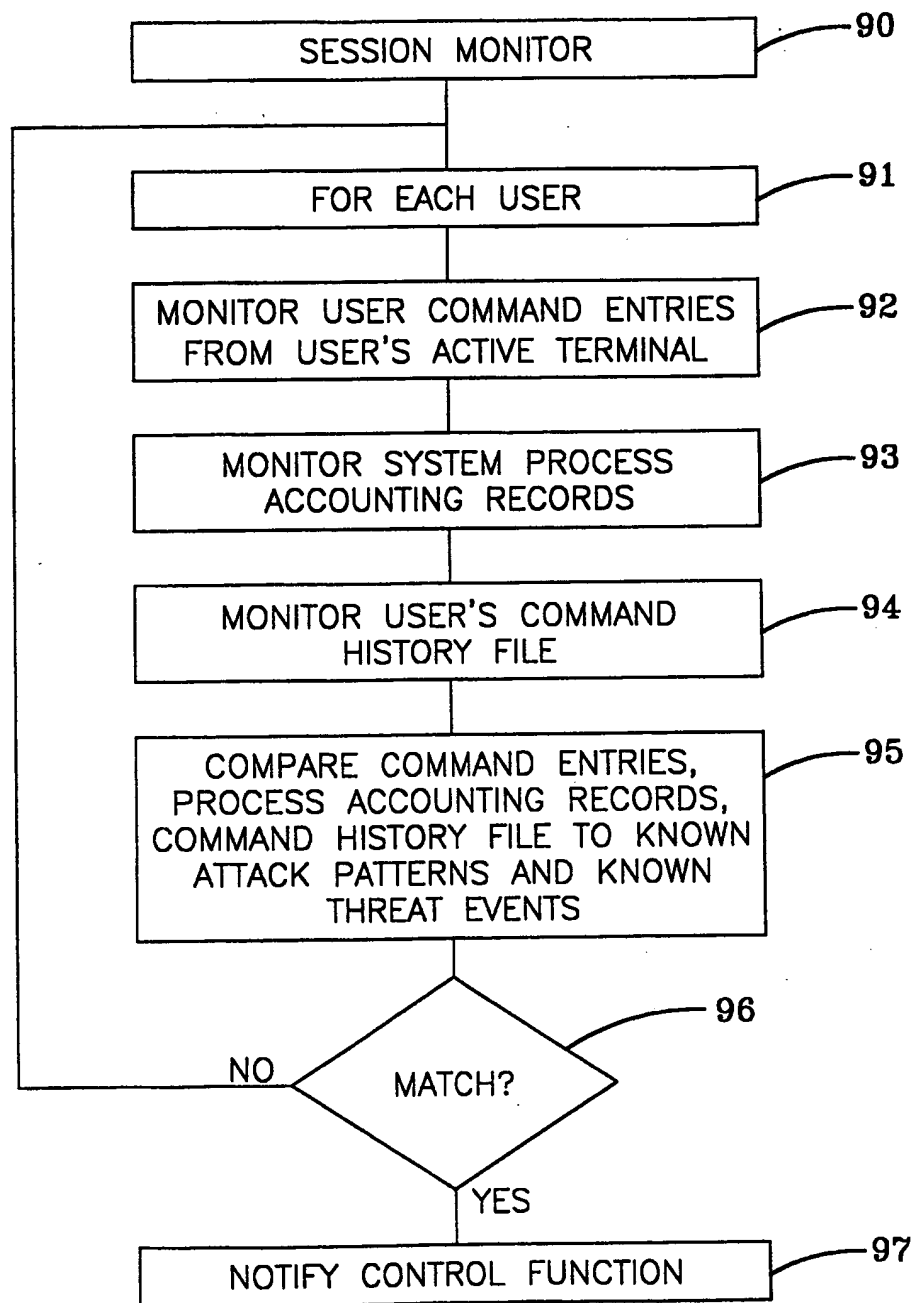 SESSION MONITOR
90
FOR EACH USER
91
MONITOR USER COMMAND ENTRIES
FROM USER'S ACTIVE TERMINAL
92
MONITOR SYSTEM PROCESS
ACCOUNTING RECORDS
93
MONITOR USER'S COMMAND
HISTORY FILE
94
COMPARE COMMAND ENTRIES,
PROCESS ACCOUNTING RECORDS,
COMMAND HISTORY FILE TO KNOWN
ATTACK PATTERNS AND KNOWN
THREAT EVENTS
95
MATCH?
96
NO
YES
NOTIFY CONTROL FUNCTION
97